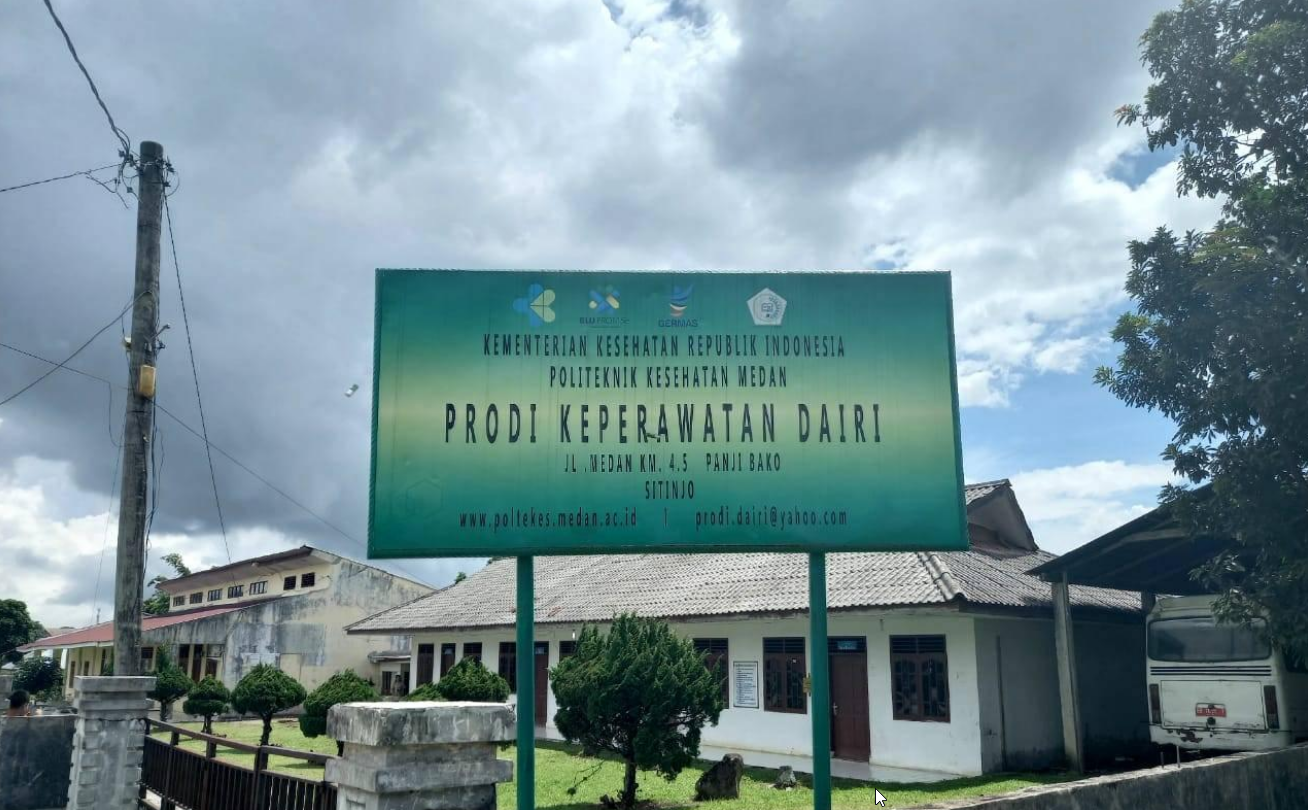 GERMAS
KEMENTERIAN KESEHATAN REPUBLIK INDONESIA
POLITEKNIK KESEHATAN MEDAN
PRODI KEPERAWATAN DAIRI
JL .MEDAN KM. 4.5 PANJI BAKO
SITINJO
www.poltekes.medan.ac.id | prodi.dairi@yahoo.com